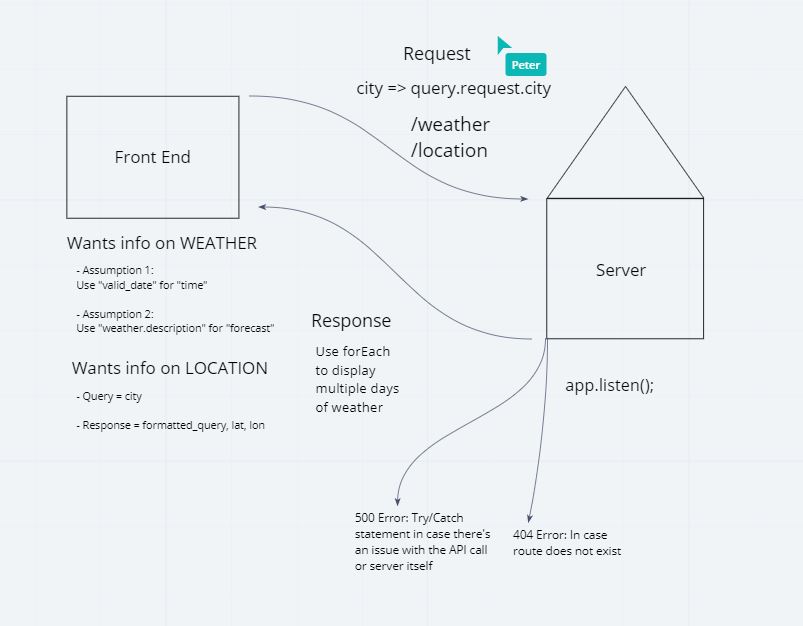 Request
Peter
city => query.request.city
/weather
/location
Front End
Wants info on WEATHER
- Assumption 1:
Use "valid_date" for "time"
- Assumption 2:
Use "weather.description" for "forecast"
Wants info on LOCATION
- Query = city
- Response = formatted_query, lat, lon
Response
Use forEach
to display
multiple days
of weather
Server
app.listen();
500 Error: Try/Catch
statement in case there's
an issue with the API call
or server itself
404 Error: In case
route does not exist